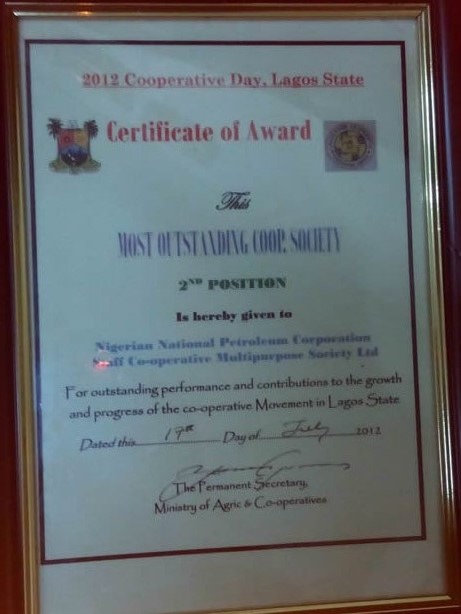 2012 Cooperative Day, Lagos State
Certificate of Award
This
MOST OUTSTANDING COOP. SOCIETY
2ND POSITION
Is hereby given to
Nigerian National Petroleum Corporation
Staff Co-operative Multipurpose Society Ltd
For outstanding performance and contributions to the growth
and progress of the co-operative Movement in Lagos State
Dated this 19th Day of July 2012
The Permanent Secretary,
Ministry of Agric & Co-operatives